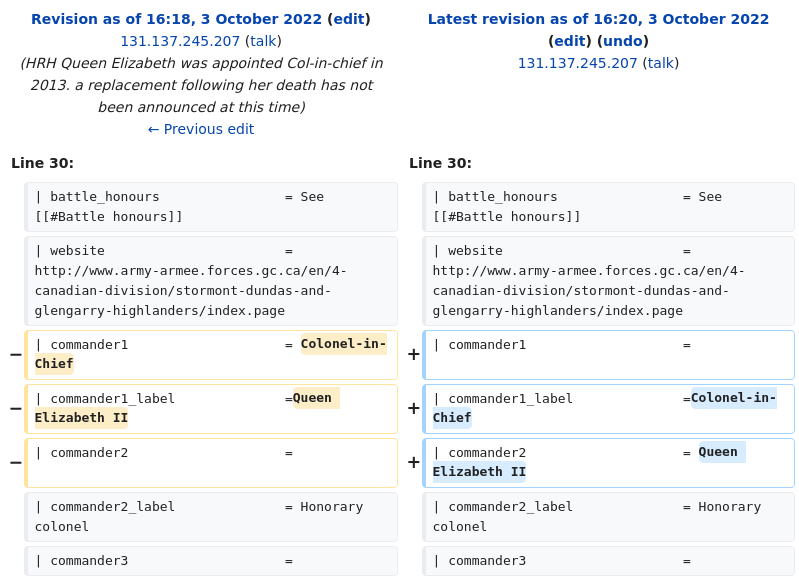 Revision as of 16:18, 3 October 2022 (edit)
131.137.245.207 (talk)
(HRH Queen Elizabeth was appointed Col-in-chief in
2013. a replacement following her death has not
been announced at this time)
← Previous edit
Latest revision as of 16:20, 3 October 2022
(edit) (undo)
131.137.245.207 (talk)
Line 30:
Line 30:
| battle_honours = See
[[#Battle honours]]
| battle_honours = See
[[#Battle honours]]
| website =
http://www.army-armee.forces.gc.ca/en/4-
canadian-division/stormont-dundas-and-
glengarry-highlanders/index.page
| website =
http://www.army-armee.forces.gc.ca/en/4-
canadian-division/stormont-dundas-and-
glengarry-highlanders/index.page
− | commander1 = Colonel-in-
Chief
+ | commander1 =
− | commander1_label =Queen
Elizabeth II
+ | commander1_label =Colonel-in-
Chief
− | commander2 =
+ | commander2 = Queen
Elizabeth II
| commander2_label = Honorary
colonel
| commander2_label = Honorary
colonel
| commander3 =
| commander3 =